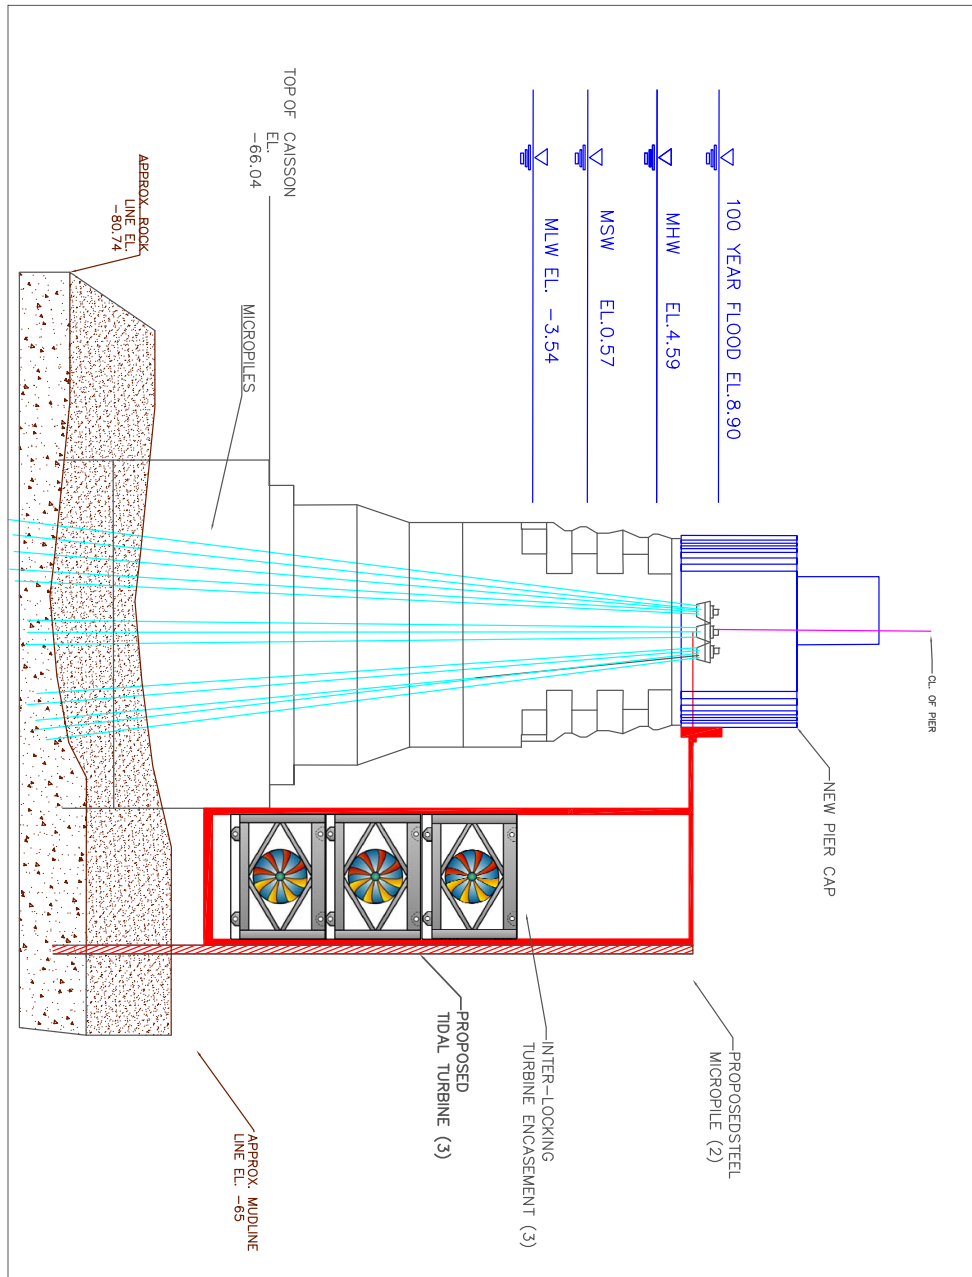 100 YEAR FLOOD EL.8.90
MHW EL.4.59
MSW EL.0.57
MLW EL. -3.54
TOP OF CAISSON
EL.
-66.04
APPROX. ROCK
LINE EL.
-80.74
MICROPILES
CL. OF PIER
NEW PIER CAP
PROPOSEDSTEEL
MICROPILE (2)
INTER-LOCKING
TURBINE ENCASEMENT (3)
PROPOSED
TIDAL TURBINE (3)
APPROX. MUDLINE
LINE EL. -65